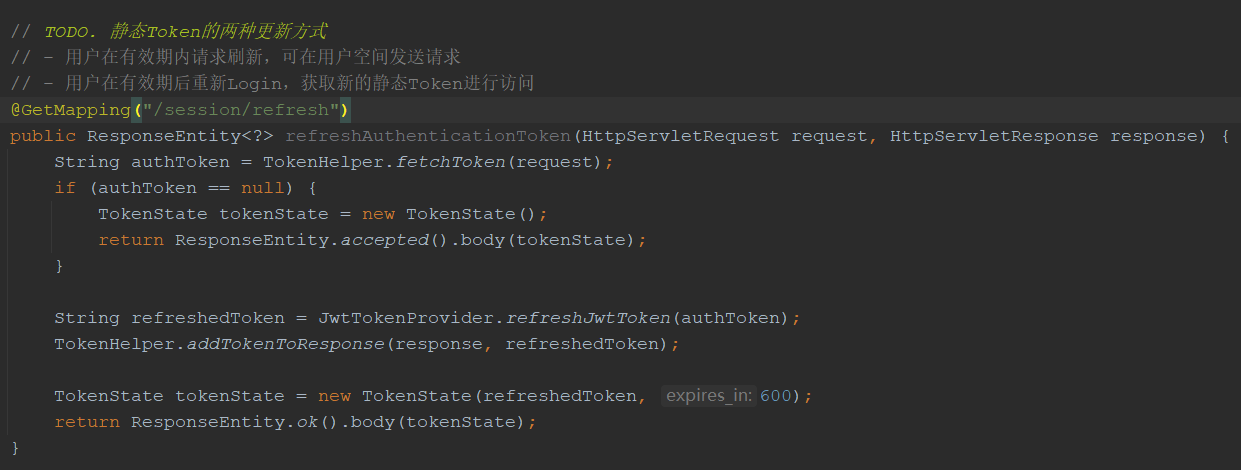 // TODO. 静态Token的两种更新方式
// - 用户在有效期内请求刷新，可在用户空间发送请求
// - 用户在有效期后重新Login，获取新的静态Token进行访问
@GetMapping("/session/refresh")
public ResponseEntity<?> refreshAuthenticationToken(HttpServletRequest request, HttpServletResponse response) {
    String authToken = TokenHelper.fetchToken(request);
    if (authToken == null) {
        TokenState tokenState = new TokenState();
        return ResponseEntity.accepted().body(tokenState);
    }
    String refreshedToken = JwtTokenProvider.refreshJwtToken(authToken);
    TokenHelper.addTokenToResponse(response, refreshedToken);
    TokenState tokenState = new TokenState(refreshedToken, expires_in: 600);
    return ResponseEntity.ok().body(tokenState);
}